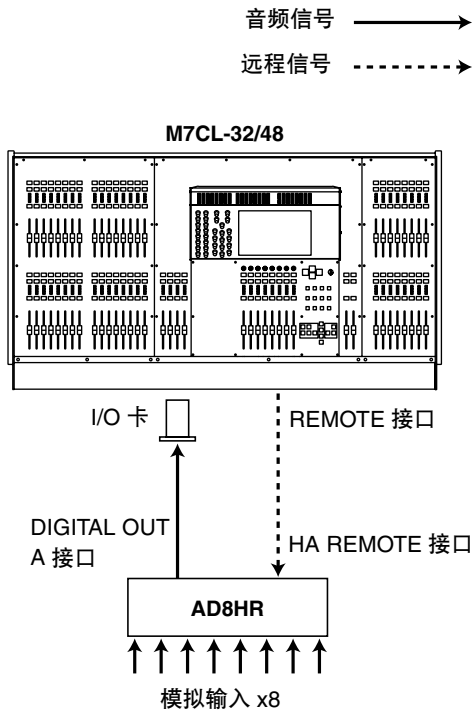 音频信号
远程信号
M7CL-32/48
I/O 卡
REMOTE 接口
DIGITAL OUT
A 接口
HA REMOTE 接口
AD8HR
模拟输入 x8